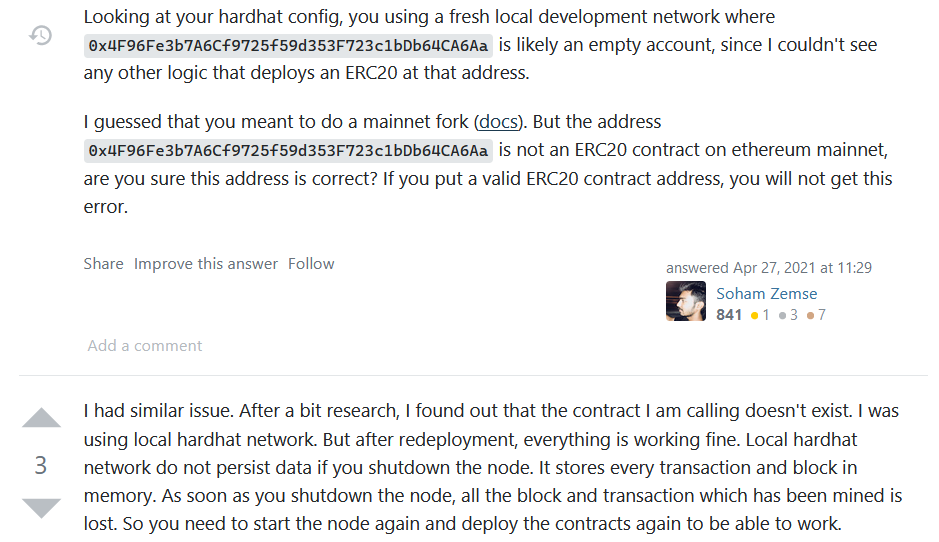 Looking at your hardhat config, you using a fresh local development network where
0x4F96Fe3b7A6Cf9725f59d353F723c1bDb64CA6Aa is likely an empty account, since I couldn't see
any other logic that deploys an ERC20 at that address.
I guessed that you meant to do a mainnet fork (docs). But the address
0x4F96Fe3b7A6Cf9725f59d353F723c1bDb64CA6Aa is not an ERC20 contract on ethereum mainnet,
are you sure this address is correct? If you put a valid ERC20 contract address, you will not get this
error.
Share Improve this answer Follow
answered Apr 27, 2021 at 11:29
Soham Zemse
841 1 3 7
Add a comment
I had similar issue. After a bit research, I found out that the contract I am calling doesn't exist. I was
using local hardhat network. But after redeployment, everything is working fine. Local hardhat
3
network do not persist data if you shutdown the node. It stores every transaction and block in
memory. As soon as you shutdown the node, all the block and transaction which has been mined is
lost. So you need to start the node again and deploy the contracts again to be able to work.